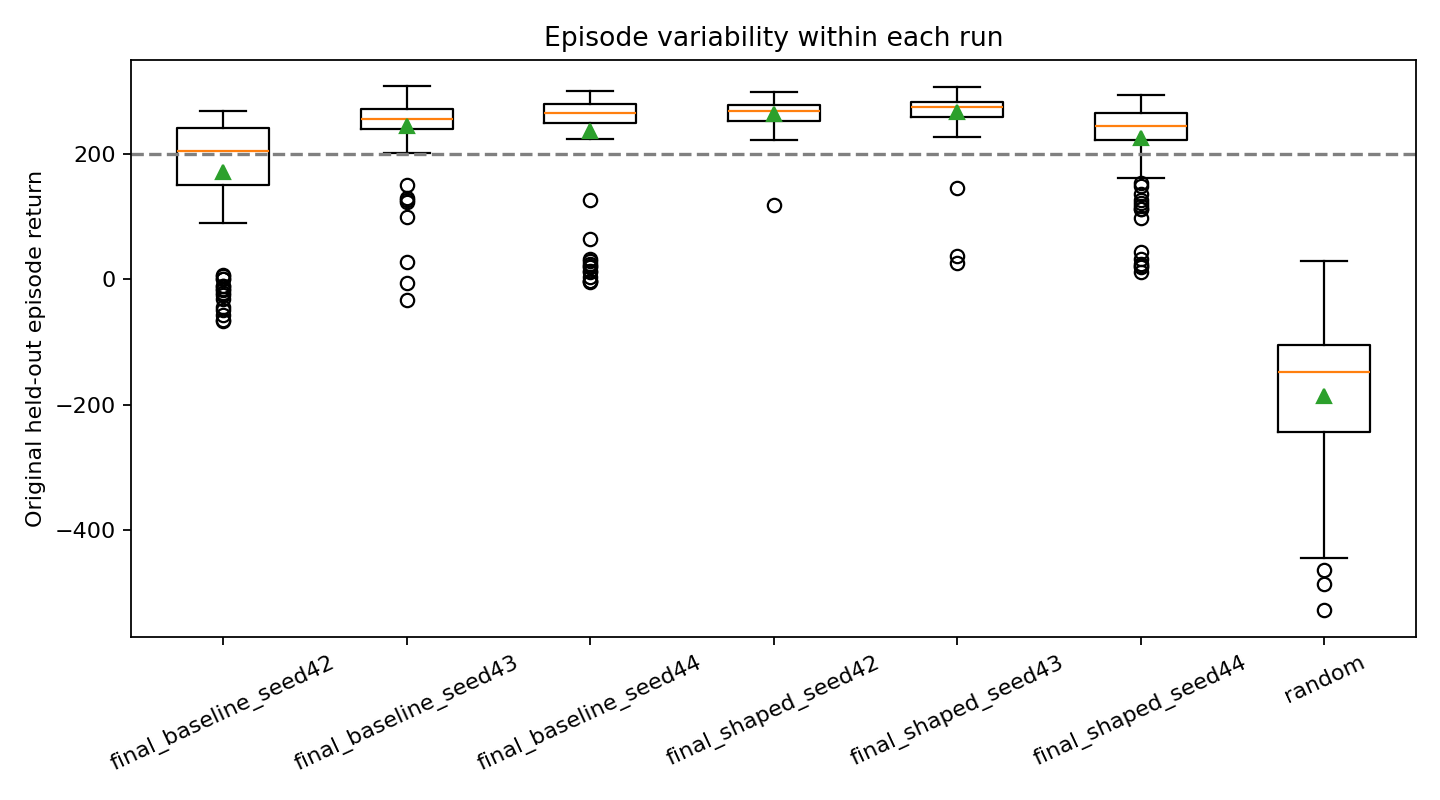 Episode variability within each run
Original held-out episode return
200
0
−200
−400
final_baseline_seed42
final_baseline_seed43
final_baseline_seed44
final_shaped_seed42
final_shaped_seed43
final_shaped_seed44
random